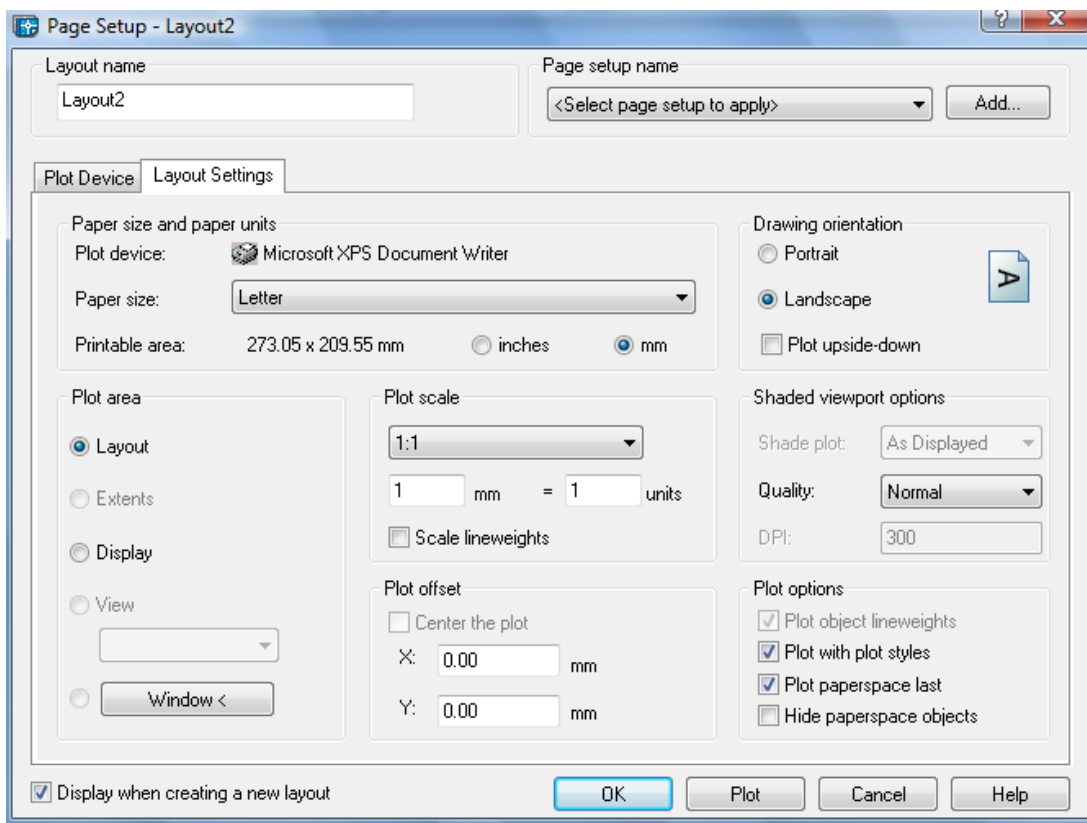 Page Setup - Layout2
?
X
Layout name
Page setup name
Layout2
<Select page setup to apply>
Add...
Plot Device
Layout Settings
Paper size and paper units
Plot device:
Microsoft XPS Document Writer
Paper size:
Letter
Printable area:
273.05 x 209.55 mm
inches
mm
Drawing orientation
Portrait
Landscape
A
Plot upside-down
Plot area
Layout
Extents
Display
View
Window <
Plot scale
1:1
1 mm = 1 units
Scale lineweights
Plot offset
Center the plot
X: 0.00 mm
Y: 0.00 mm
Shaded viewport options
Shade plot: As Displayed
Quality: Normal
DPI: 300
Plot options
Plot object lineweights
Plot with plot styles
Plot paperspace last
Hide paperspace objects
Display when creating a new layout
OK
Plot
Cancel
Help